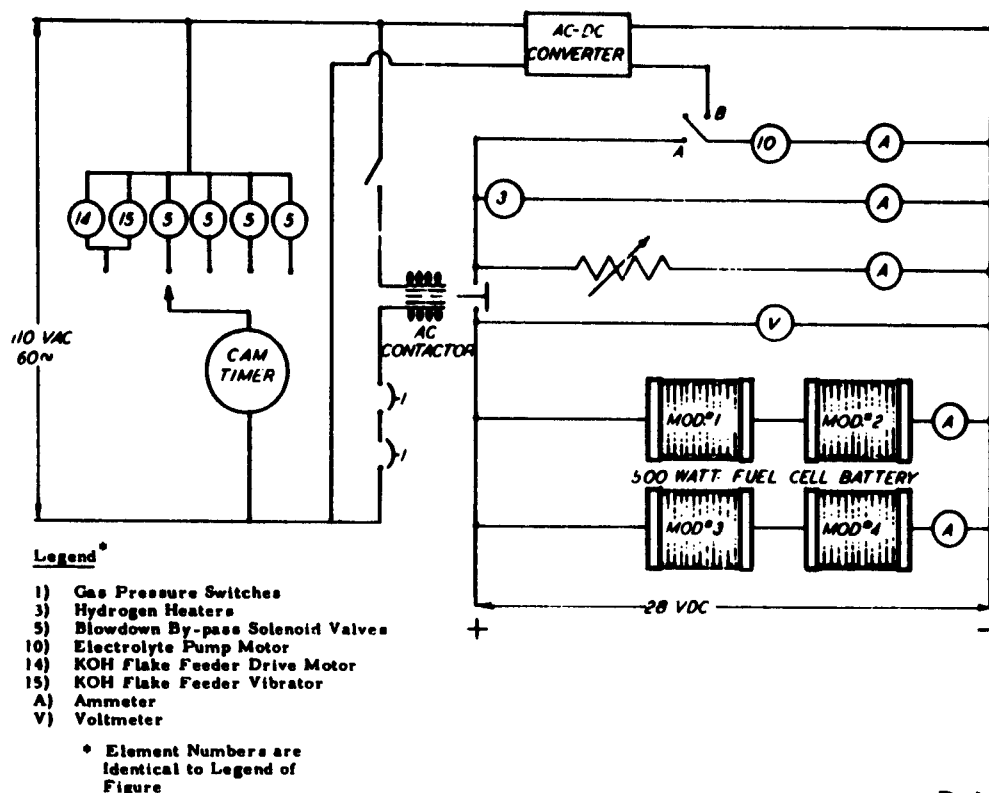 AC-DC
CONVERTER
B
A
10
A
3
A
14
15
5
5
5
5
A
110 VAC
60~
AC
CONTACTOR
V
CAM
TIMER
1
1
MOD.#1
MOD.#2
A
500 WATT FUEL CELL BATTERY
MOD#3
MOD#4
A
28 VDC
+
-
Legend*
1) Gas Pressure Switches
3) Hydrogen Heaters
5) Blowdown By-pass Solenoid Valves
10) Electrolyte Pump Motor
14) KOH Flake Feeder Drive Motor
15) KOH Flake Feeder Vibrator
A) Ammeter
V) Voltmeter
* Element Numbers are
Identical to Legend of
Figure